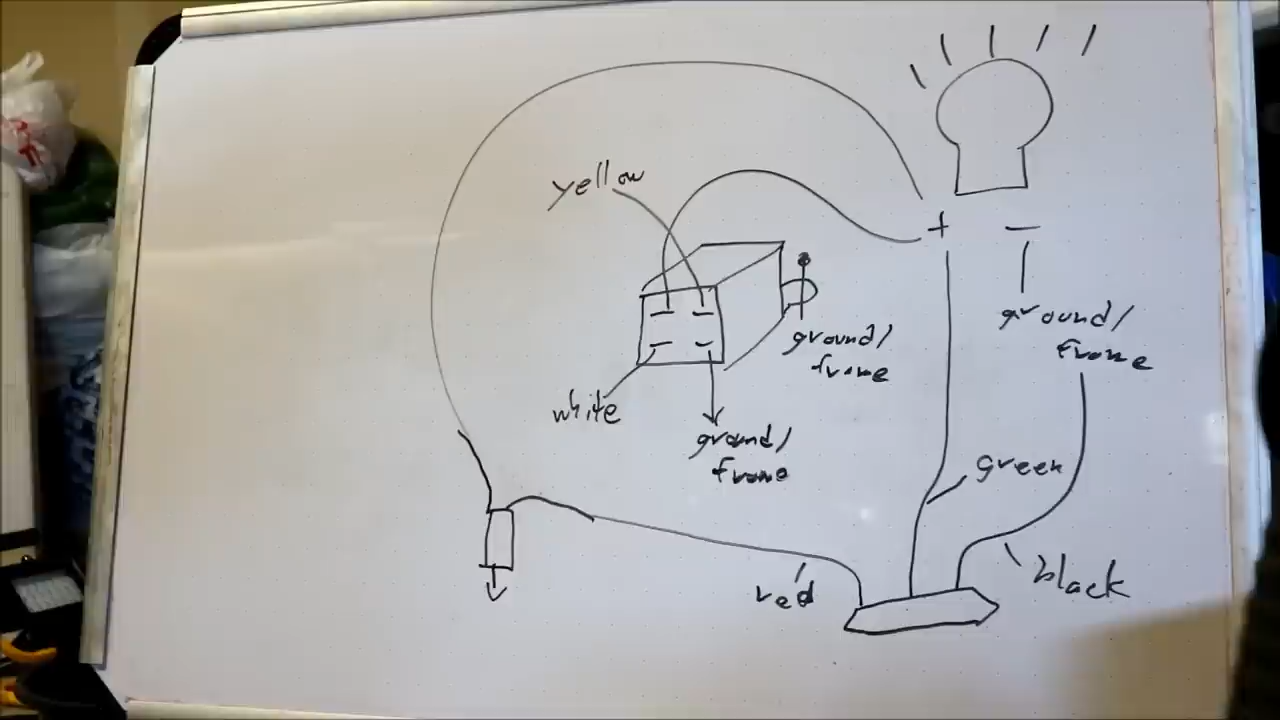 yellow
+ −
ground/
frame
ground/
frame
white
ground/
frame
green
red
black